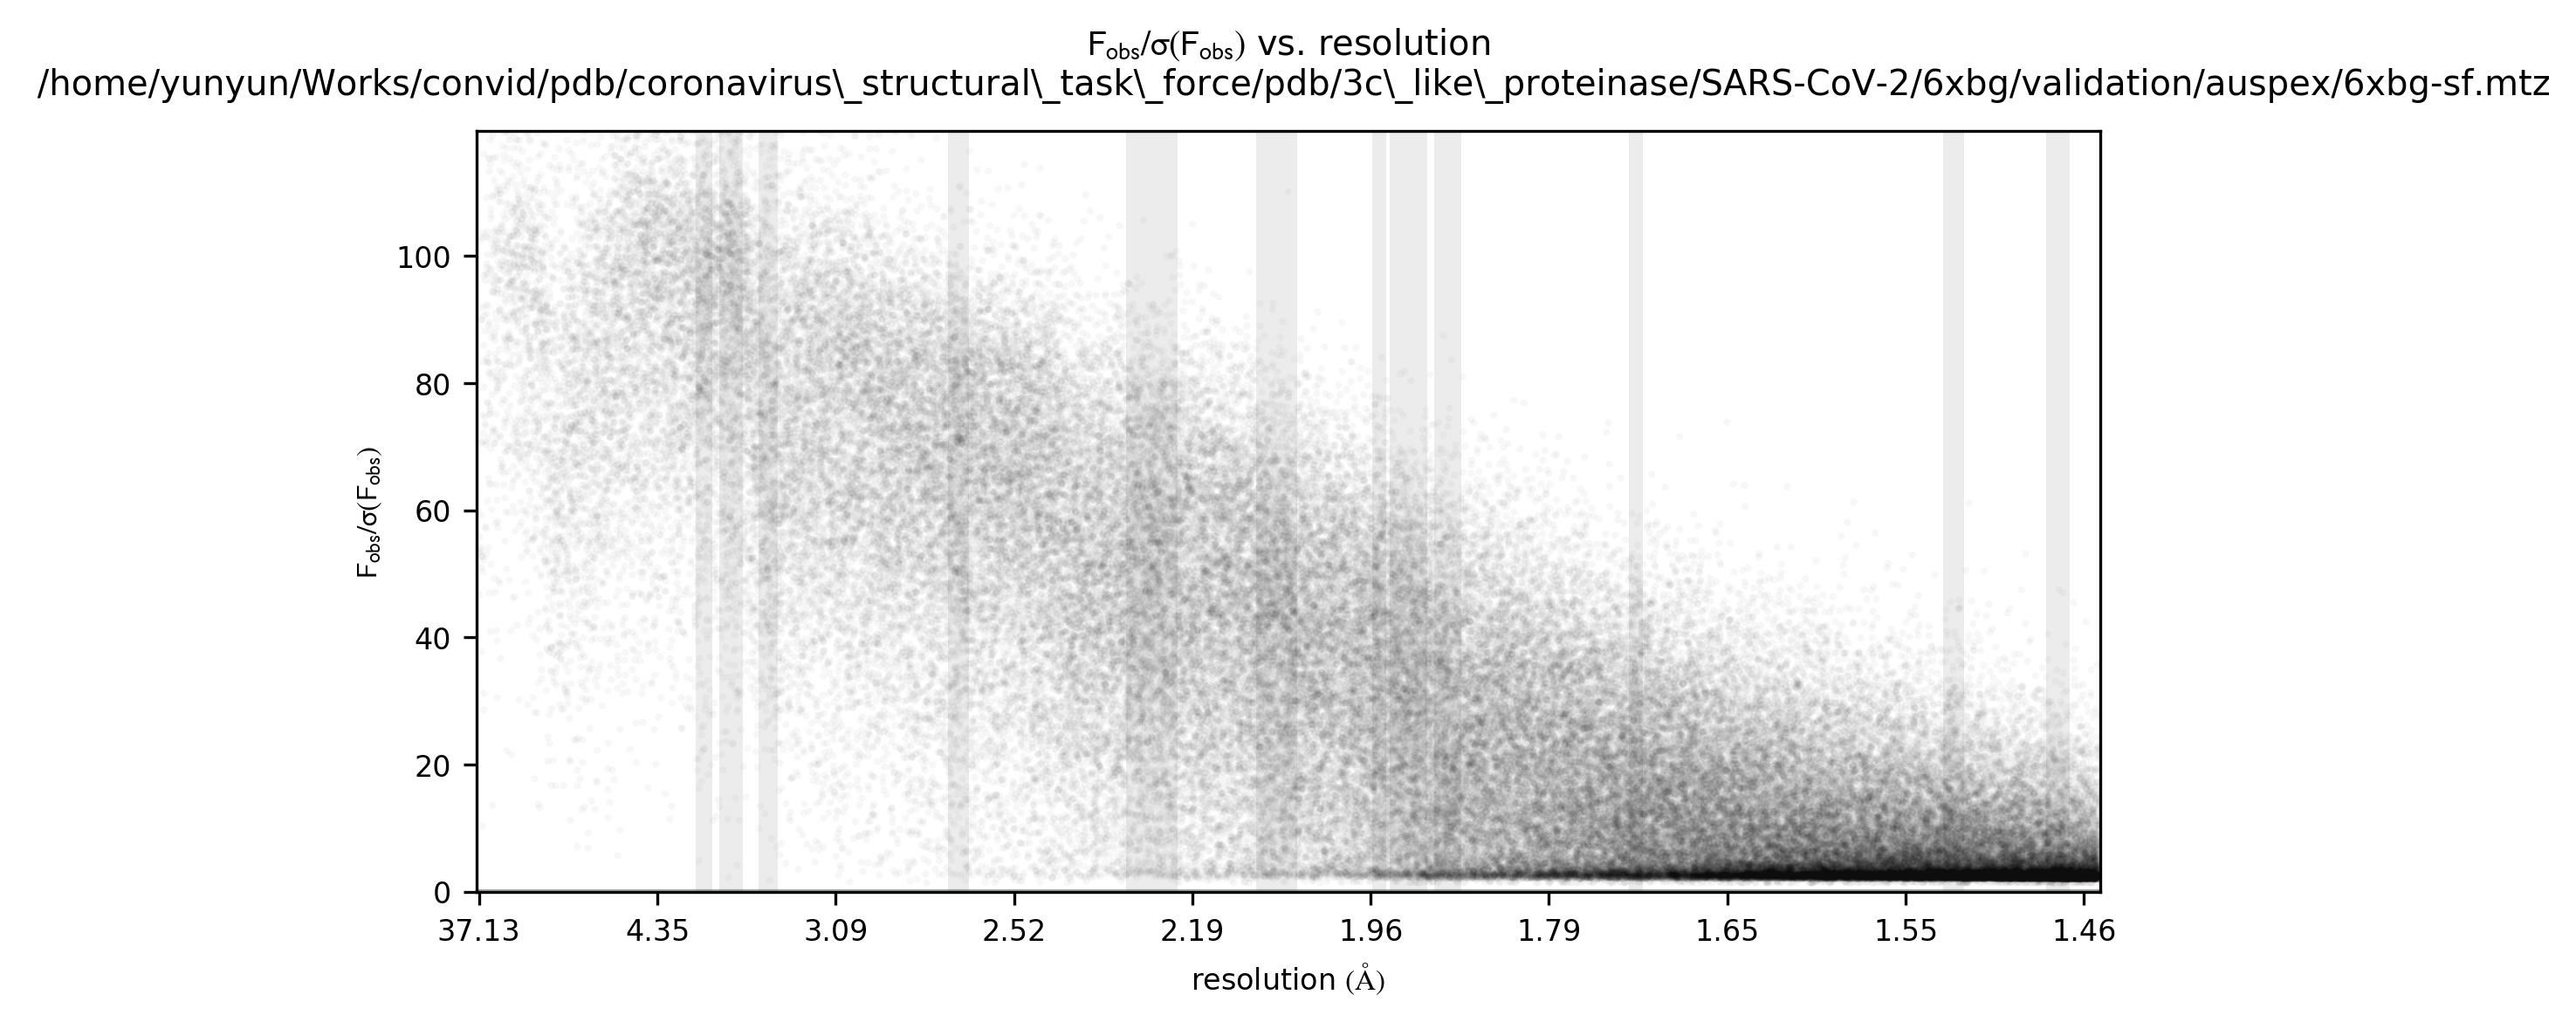 Fobs/σ(Fobs) vs. resolution
/home/yunyun/Works/convid/pdb/coronavirus\_structural\_task\_force/pdb/3c\_like\_proteinase/SARS-CoV-2/6xbg/validation/auspex/6xbg-sf.mtz
Fobs/σ(Fobs)
100
80
60
40
20
0
37.13 4.35 3.09 2.52 2.19 1.96 1.79 1.65 1.55 1.46
resolution (Å)